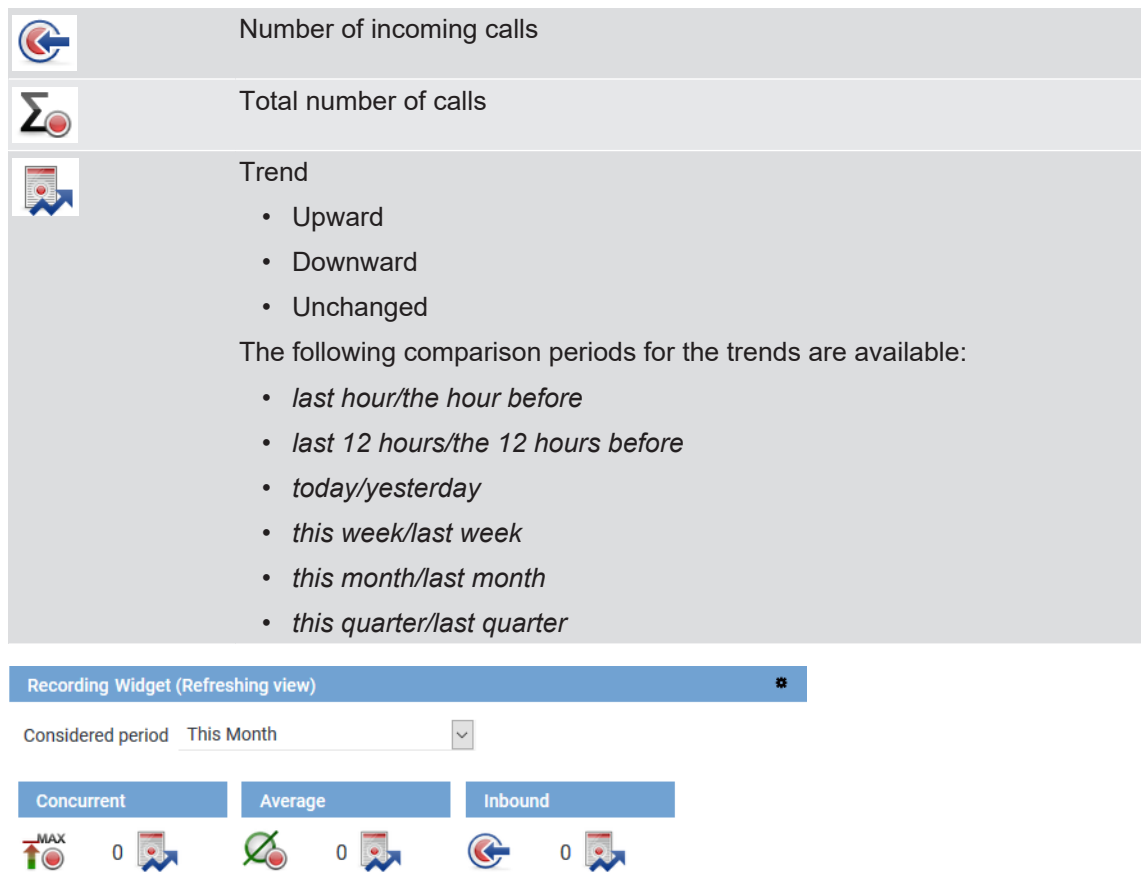 Number of incoming calls
Total number of calls
Trend
• Upward
• Downward
• Unchanged
The following comparison periods for the trends are available:
• last hour/the hour before
• last 12 hours/the 12 hours before
• today/yesterday
• this week/last week
• this month/last month
• this quarter/last quarter
Recording Widget (Refreshing view)
Considered period This Month
Concurrent Average Inbound
MAX 0 0 0